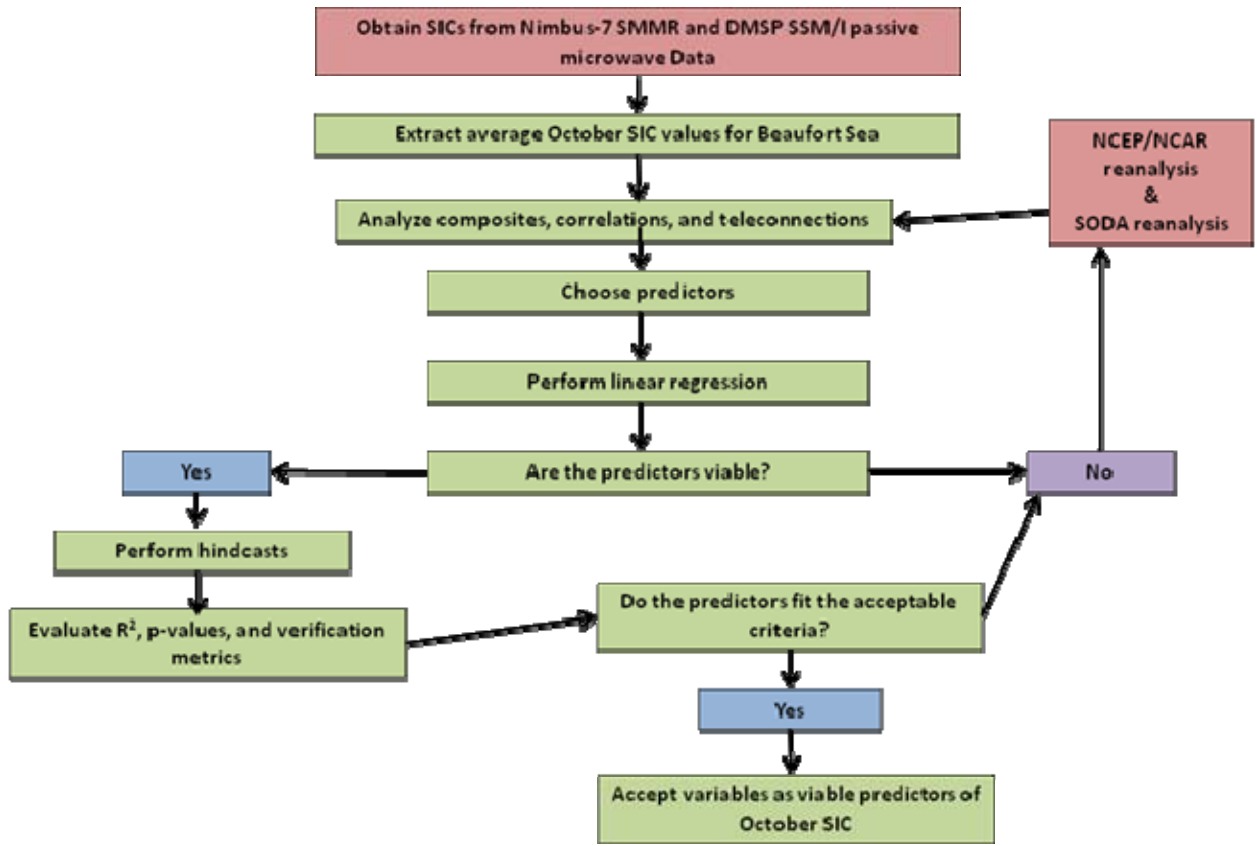 Obtain SICs from Nimbus-7 SMMR and DMSP SSMI/I passive
microwave Data
Extract average October SIC values for Beaufort Sea
NCEP/NCAR
reanalysis
&
SODA reanalysis
Analyze composites, correlations, and teleconnections
Choose predictors
Perform linear regression
Yes
Are the predictors viable?
No
Perform hindcasts
Evaluate R², p-values, and verification
metrics
Do the predictors fit the acceptable
criteria?
Yes
Accept variables as viable predictors of
October SIC